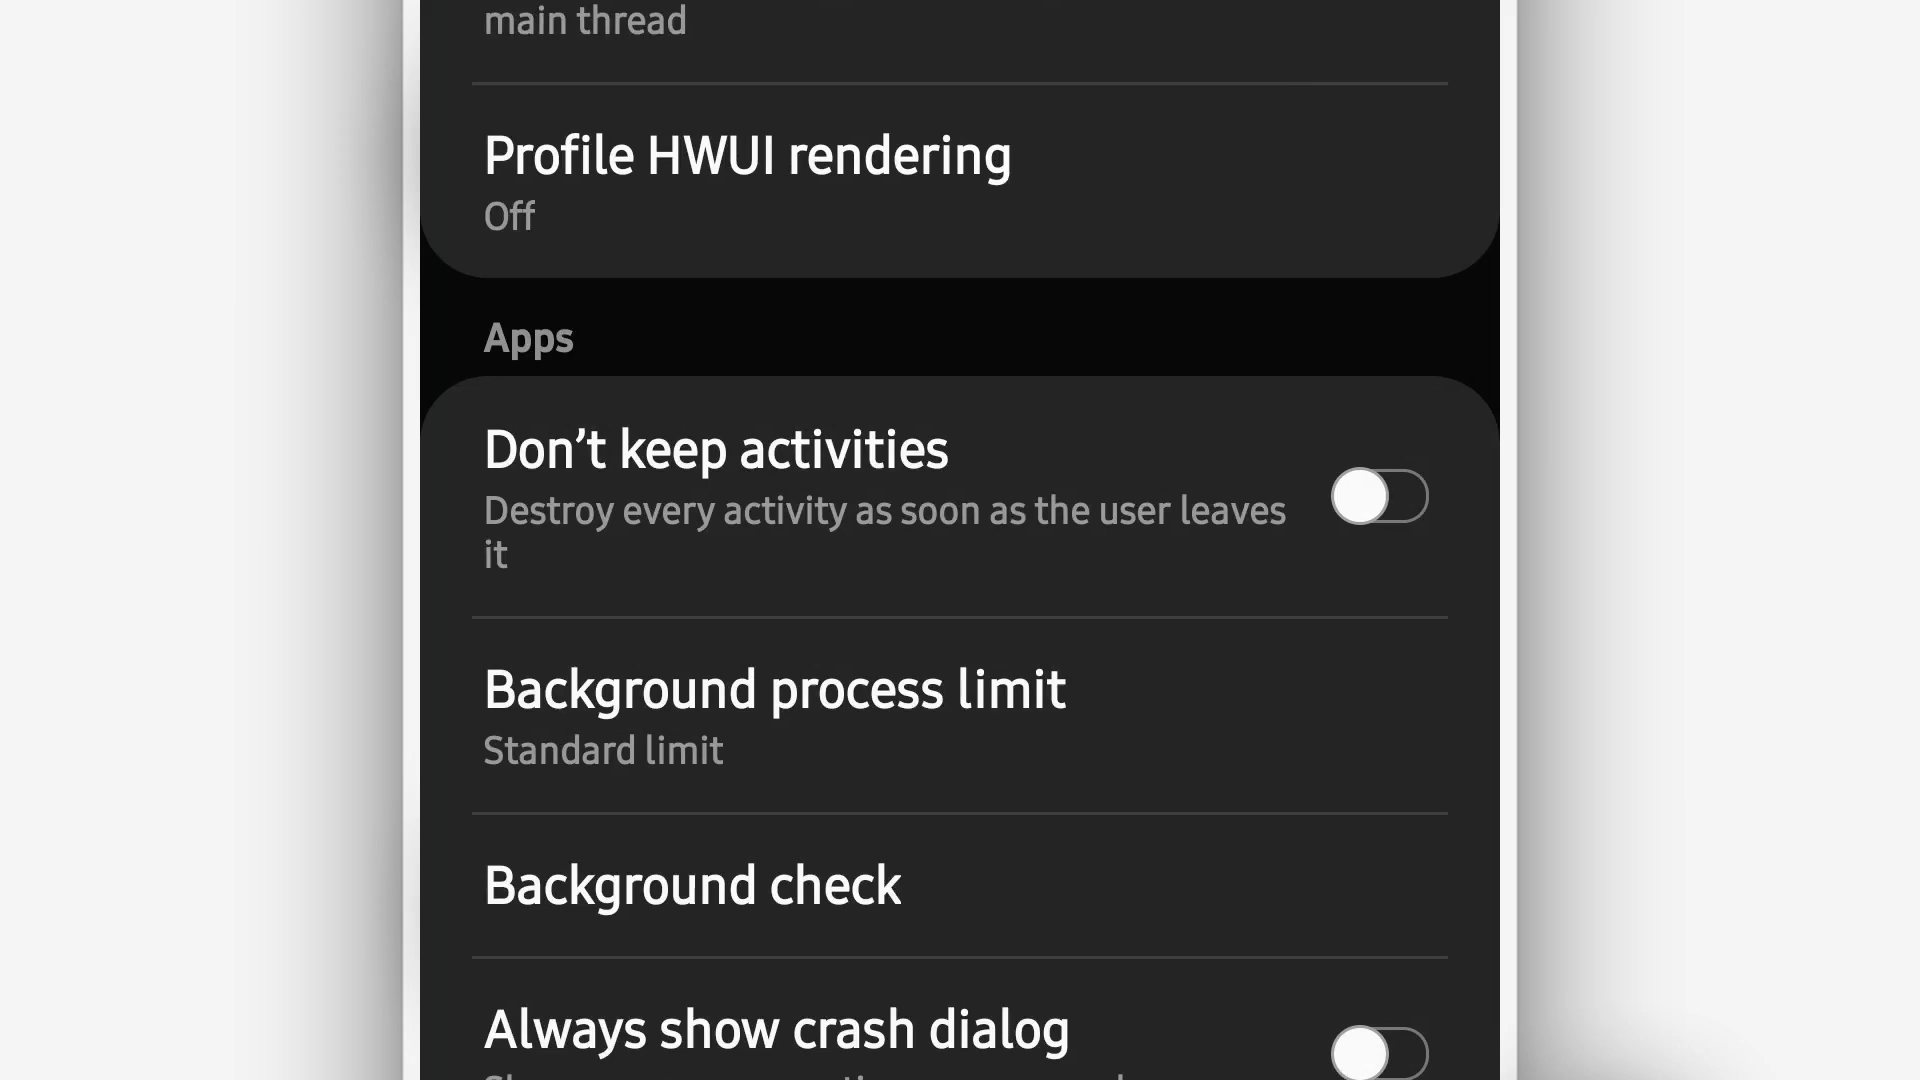 main thread
Profile HWUI rendering
Off
Apps
Don’t keep activities
Destroy every activity as soon as the user leaves
it
Background process limit
Standard limit
Background check
Always show crash dialog